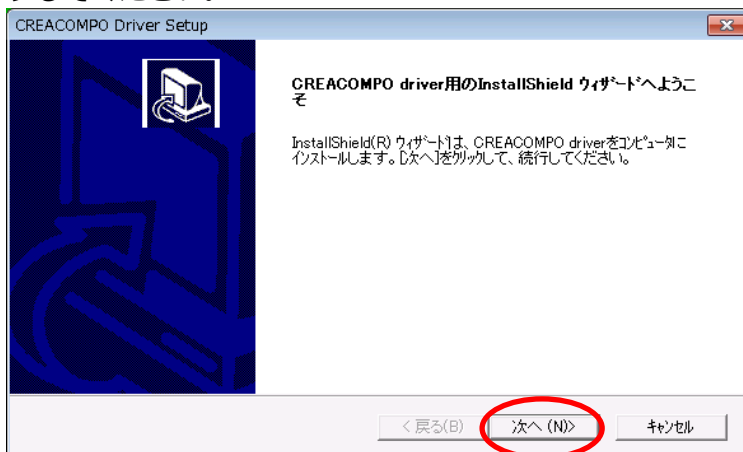 CREACOMPO Driver Setup
CREACOMPO driver用のInstallShield ウィザードへようこ
そ
InstallShield(R) ウィザードは、CREACOMPO driverをコンピュータに
インストールします。[次へ]をクリックして、続行してください。
< 戻る(B)
次へ (N)>
キャンセル